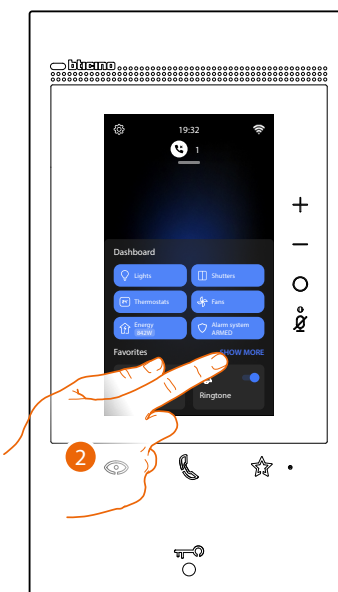 bticino
19:32
1
Dashboard
Lights
Shutters
Thermostats
Fans
Energy
842W
Alarm system
ARMED
Favorites
SHOW MORE
Ringtone
2